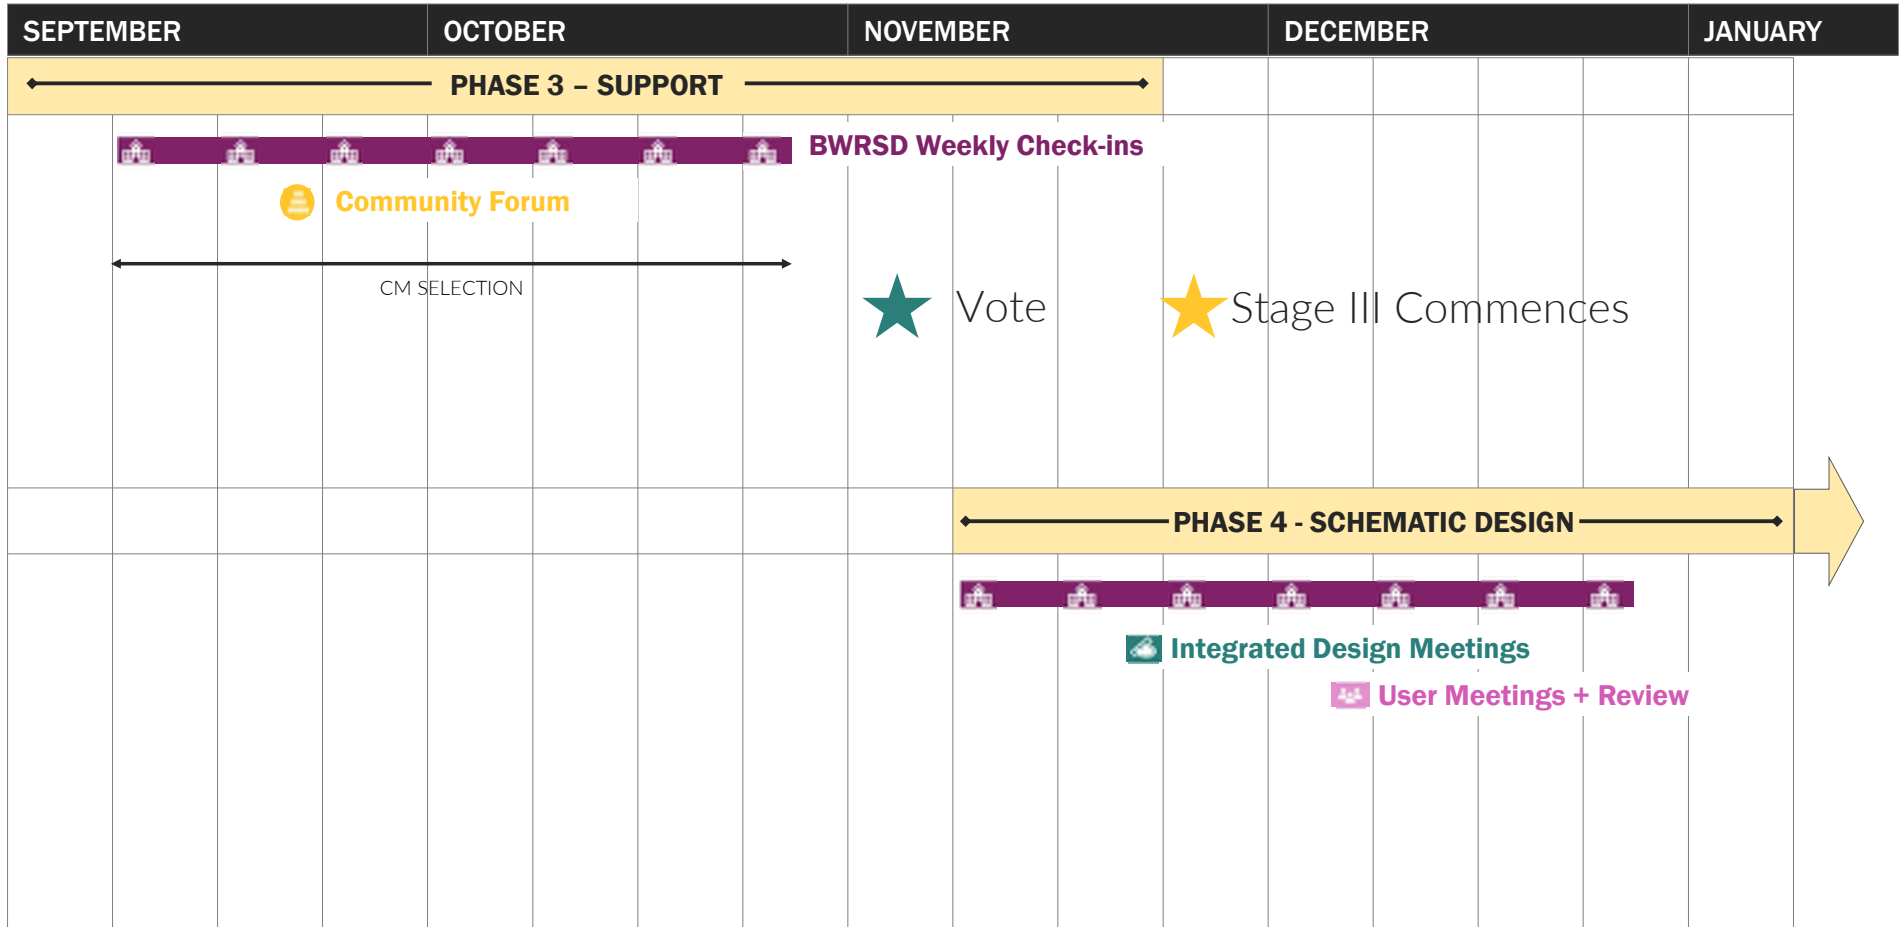 SEPTEMBER OCTOBER NOVEMBER DECEMBER JANUARY
PHASE 3 – SUPPORT
BWRSD Weekly Check-ins
Community Forum
CM SELECTION
Vote
Stage III Commences
PHASE 4 - SCHEMATIC DESIGN
Integrated Design Meetings
User Meetings + Review